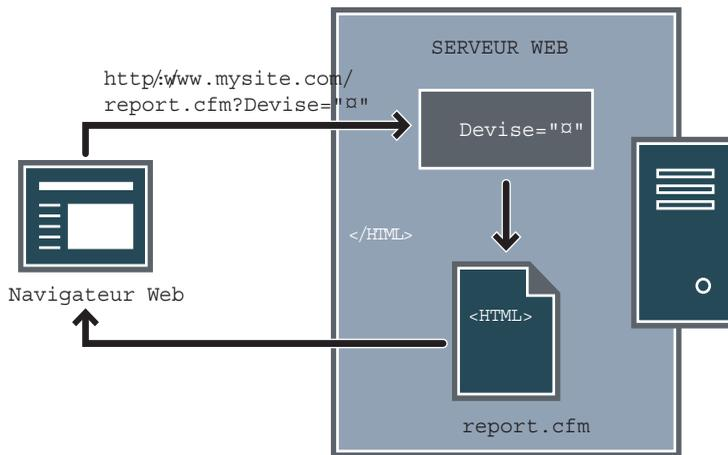 SERVEUR WEB
http://www.mysite.com/
report.cfm?Devise="¤"
Devise="¤"
</HTML>
Navigateur Web
<HTML>
report.cfm